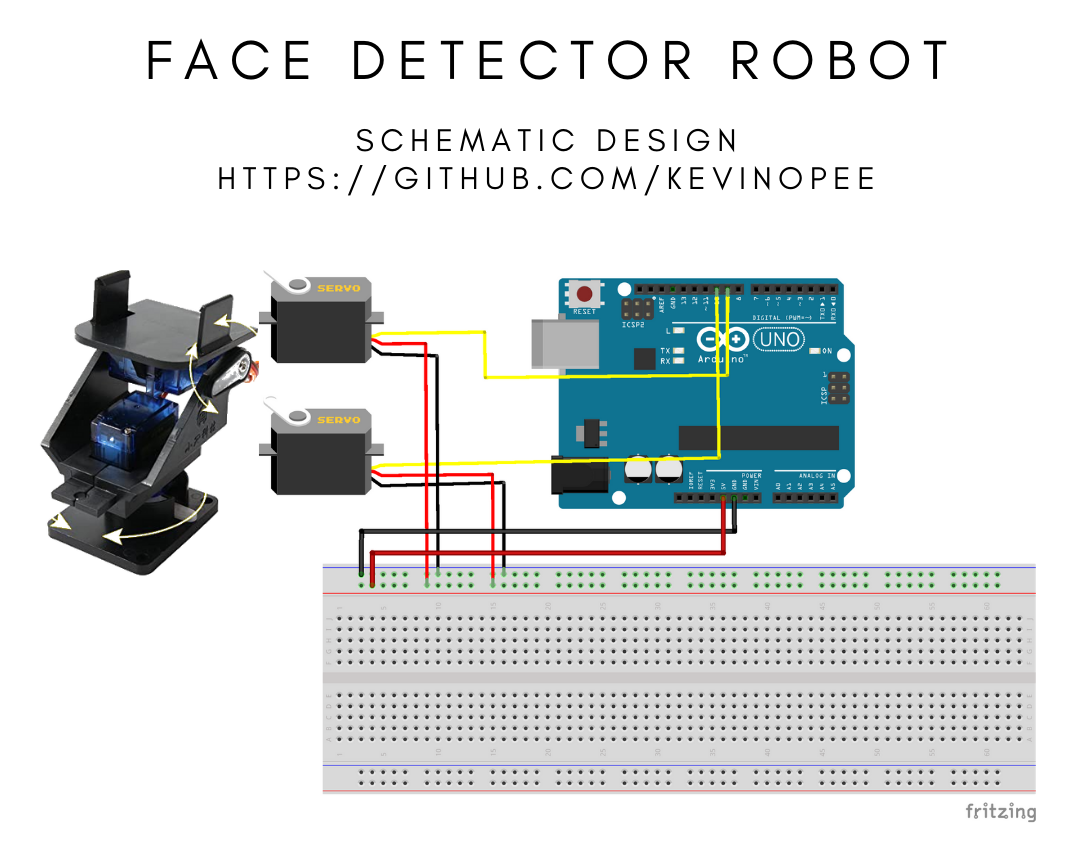 FACE DETECTOR ROBOT
SCHEMATIC DESIGN
HTTPS://GITHUB.COM/KEVINOPEE
SERVO
SERVO
RESET
ICSP2
AREF
GND
13
12
~11
8
7
~6
~5
4
~3
2
TX0▶1
RX0◀0
DIGITAL (PWM=~)
L
TX
RX
Arduino™
UNO
ON
1
ICSP
IOREF
RESET
3V3
5V
GND
GND
VIN
POWER
ANALOG IN
A0
A1
A2
A3
A4
A5
1
5
10
15
20
25
30
35
40
45
50
55
60
F G H I J
F G H I J
A B C D E
A B C D E
1
5
10
15
20
25
30
35
40
45
50
55
60
fritzing